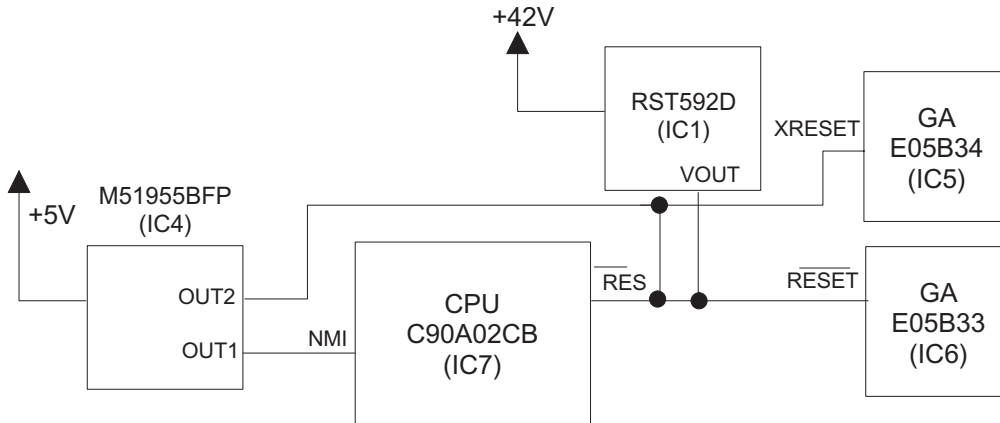 +42V
RST592D
(IC1)
VOUT
XRESET
GA
E05B34
(IC5)
+5V
M51955BFP
(IC4)
OUT2
OUT1
NMI
CPU
C90A02CB
(IC7)
RES
RESET
GA
E05B33
(IC6)